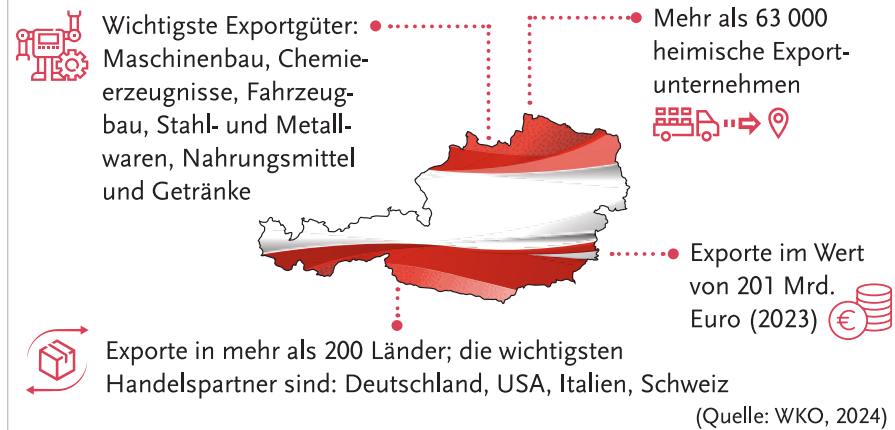 Wichtigste Exportgüter:
Maschinenbau, Chemie-
erzeugnisse, Fahrzeug-
bau, Stahl- und Metall-
waren, Nahrungsmittel
und Getränke
Mehr als 63 000
heimische Export-
unternehmen
Exporte im Wert
von 201 Mrd.
Euro (2023)
€
Exporte in mehr als 200 Länder; die wichtigsten
Handelspartner sind: Deutschland, USA, Italien, Schweiz
(Quelle: WKO, 2024)